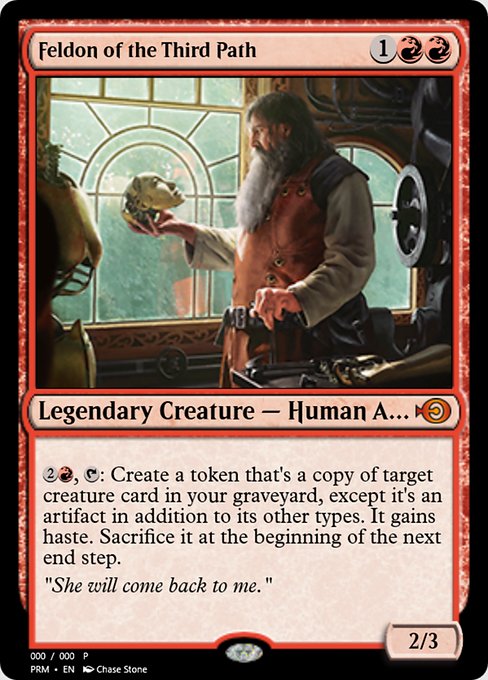 Feldon of the Third Path 1
Legendary Creature — Human A...
2, : Create a token that's a copy of target
creature card in your graveyard, except it's an
artifact in addition to its other types. It gains
haste. Sacrifice it at the beginning of the next
end step.
"She will come back to me."
2/3
000 / 000 P
PRM • EN Chase Stone